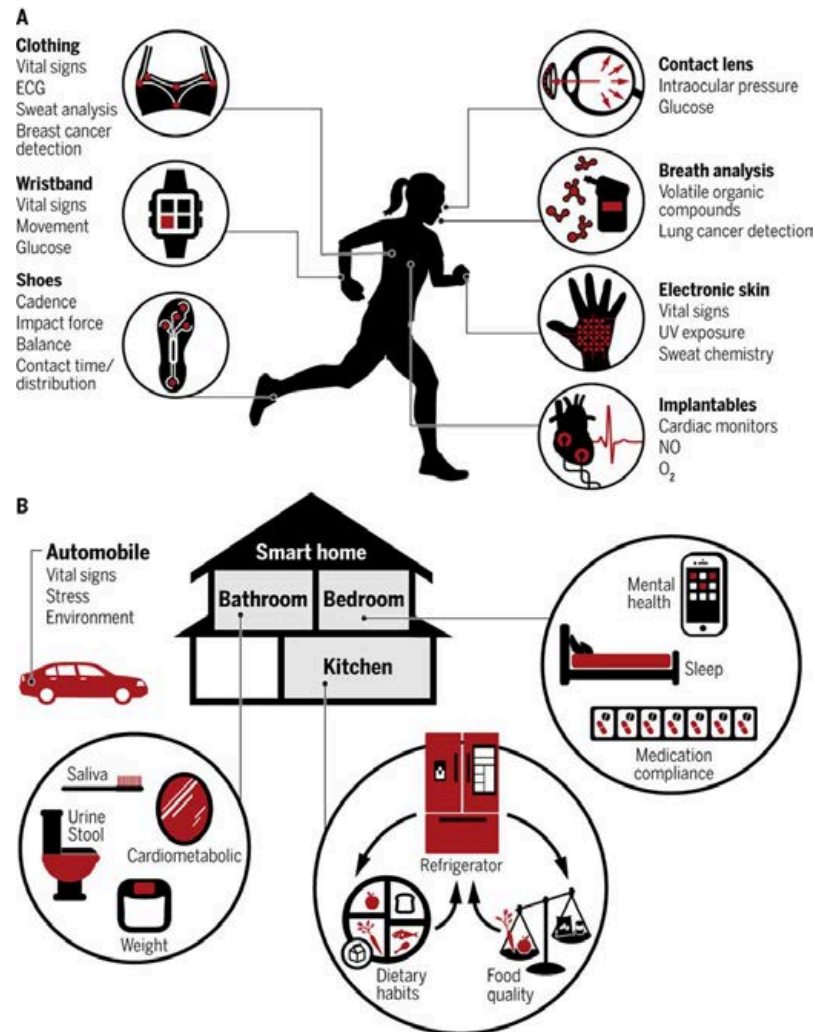 A
Clothing
Vital signs
ECG
Sweat analysis
Breast cancer
detection
Wristband
Vital signs
Movement
Glucose
Shoes
Cadence
Impact force
Balance
Contact time/
distribution
Contact lens
Intraocular pressure
Glucose
Breath analysis
Volatile organic
compounds
Lung cancer detection
Electronic skin
Vital signs
UV exposure
Sweat chemistry
Implantables
Cardiac monitors
NO
O₂
B
Automobile
Vital signs
Stress
Environment
Smart home
Bathroom
Bedroom
Kitchen
Mental
health
Sleep
Medication
compliance
Saliva
Urine
Stool
Cardiometabolic
Weight
Refrigerator
Dietary
habits
Food
quality